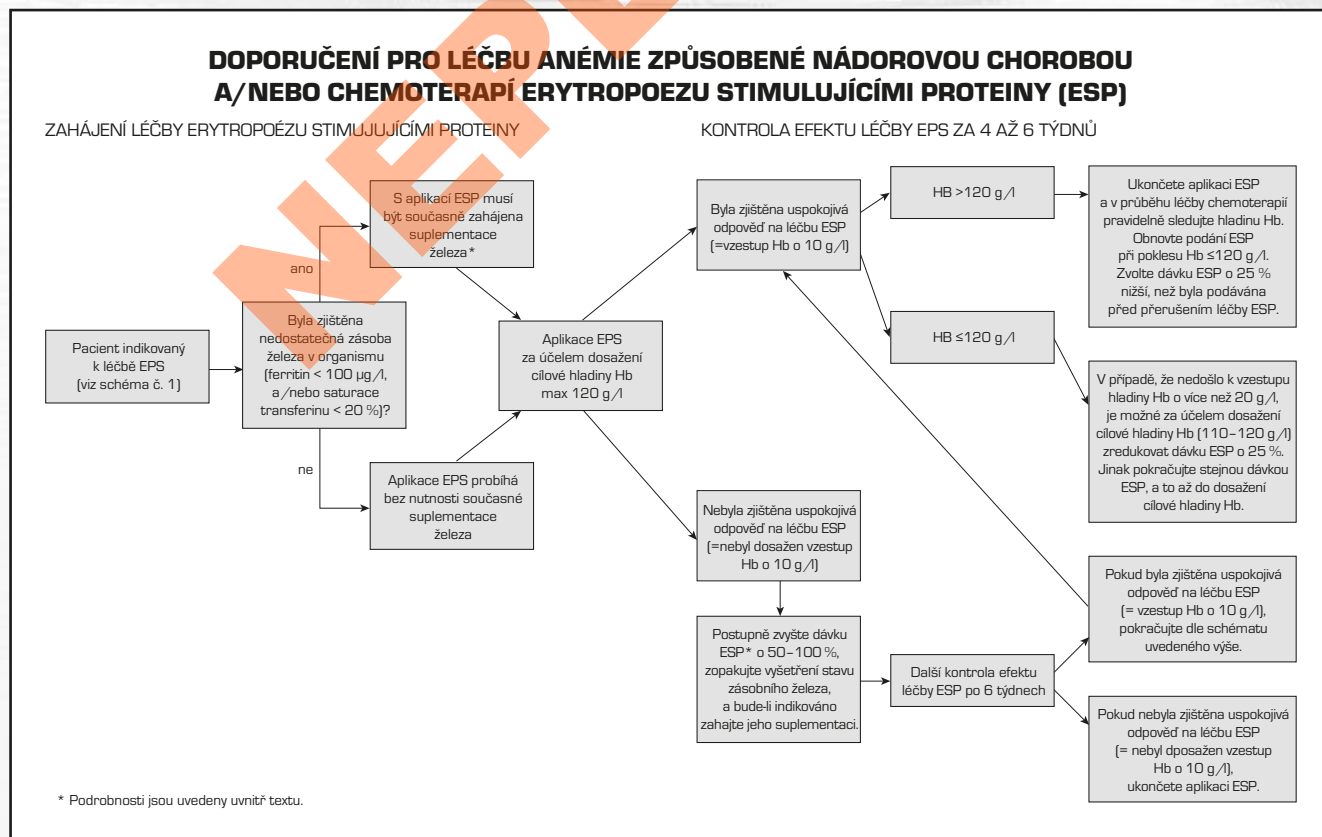 DOPORUČENÍ PRO LÉČBU ANÉMIE ZPŮSOBENÉ NÁDOROVOU CHOROBOU
A/NEBO CHEMOTERAPÍ ERYTROPOEZU STIMULUJÍCÍMI PROTEINY (ESP)
ZAHÁJENÍ LÉČBY ERYTROPOÉZU STIMUJUJÍCÍMI PROTEINY
KONTROLA EFEKTU LÉČBY EPS ZA 4 AŽ 6 TÝDNŮ
Pacient indikovaný
k léčbě EPS
(viz schéma č. 1)
Byla zjištěna
nedostatečná zásoba
železa v organismu
(ferritin < 100 µg/l,
a/nebo saturace
transferinu < 20 %)?
ano
ne
S aplikací ESP musí
být současně zahájena
suplementace
železa*
Aplikace EPS probíhá
bez nutnosti současné
suplementace
železa
Aplikace EPS
za účelem dosažení
cílové hladiny Hb
max 120 g/l
Byla zjištěna uspokojivá
odpověď na léčbu ESP
(=vzestup Hb o 10 g/l)
HB >120 g/l
Ukončete aplikaci ESP
a v průběhu léčby chemoterapií
pravidelně sledujte hladinu Hb.
Obnovte podání ESP
při poklesu Hb ≤120 g/l.
Zvolte dávku ESP o 25 %
nižší, než byla podávána
před přerušením léčby ESP.
HB ≤120 g/l
V případě, že nedošlo k vzestupu
hladiny Hb o více než 20 g/l,
je možné za účelem dosažení
cílové hladiny Hb (110–120 g/l)
zredukovat dávku ESP o 25 %.
Jinak pokračujte stejnou dávkou
ESP, a to až do dosažení
cílové hladiny Hb.
Nebyla zjištěna uspokojivá
odpověď na léčbu ESP
(=nebyl dosažen vzestup
Hb o 10 g/l)
Postupně zvyšte dávku
ESP* o 50–100 %,
zopakujte vyšetření stavu
zásobního železa,
a bude-li indikováno
zahajte jeho suplementaci.
Další kontrola efektu
léčby ESP po 6 týdnech
Pokud byla zjištěna uspokojivá
odpověď na léčbu ESP
(= vzestup Hb o 10 g/l),
pokračujte dle schématu
uvedeného výše.
Pokud nebyla zjištěna uspokojivá
odpověď na léčbu ESP
(= nebyl dposažen vzestup
Hb o 10 g/l),
ukončete aplikaci ESP.
* Podrobnosti jsou uvedeny uvnitř textu.